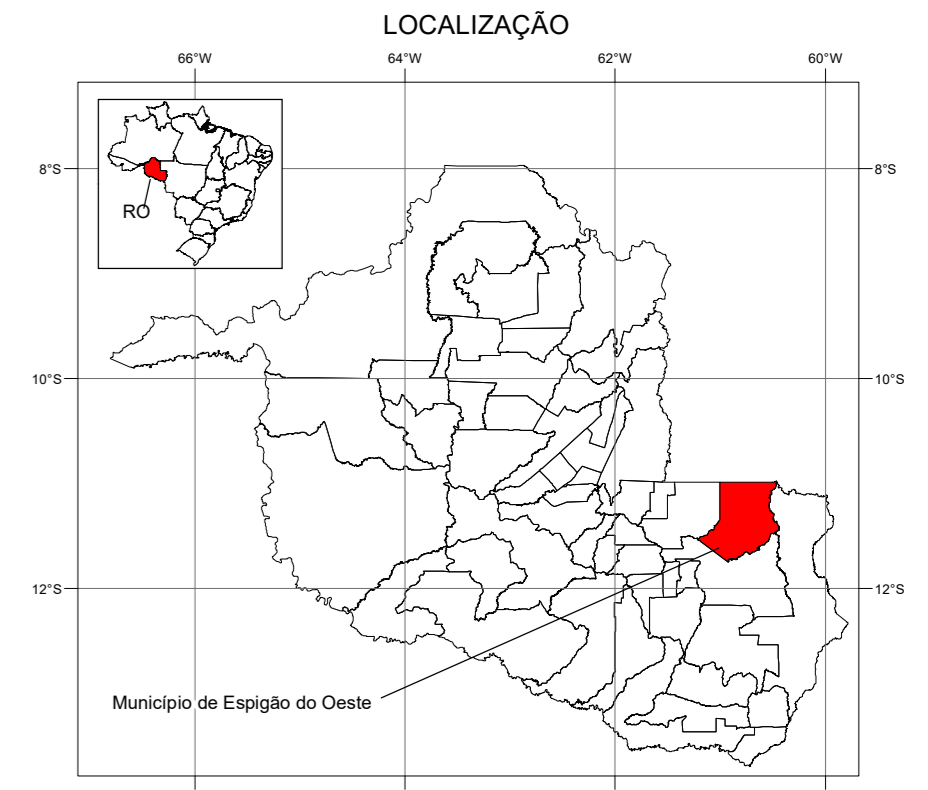 LOCALIZAÇÃO
66°W 64°W 62°W 60°W
8°S 8°S
RO
10°S 10°S
12°S 12°S
Município de Espigão do Oeste